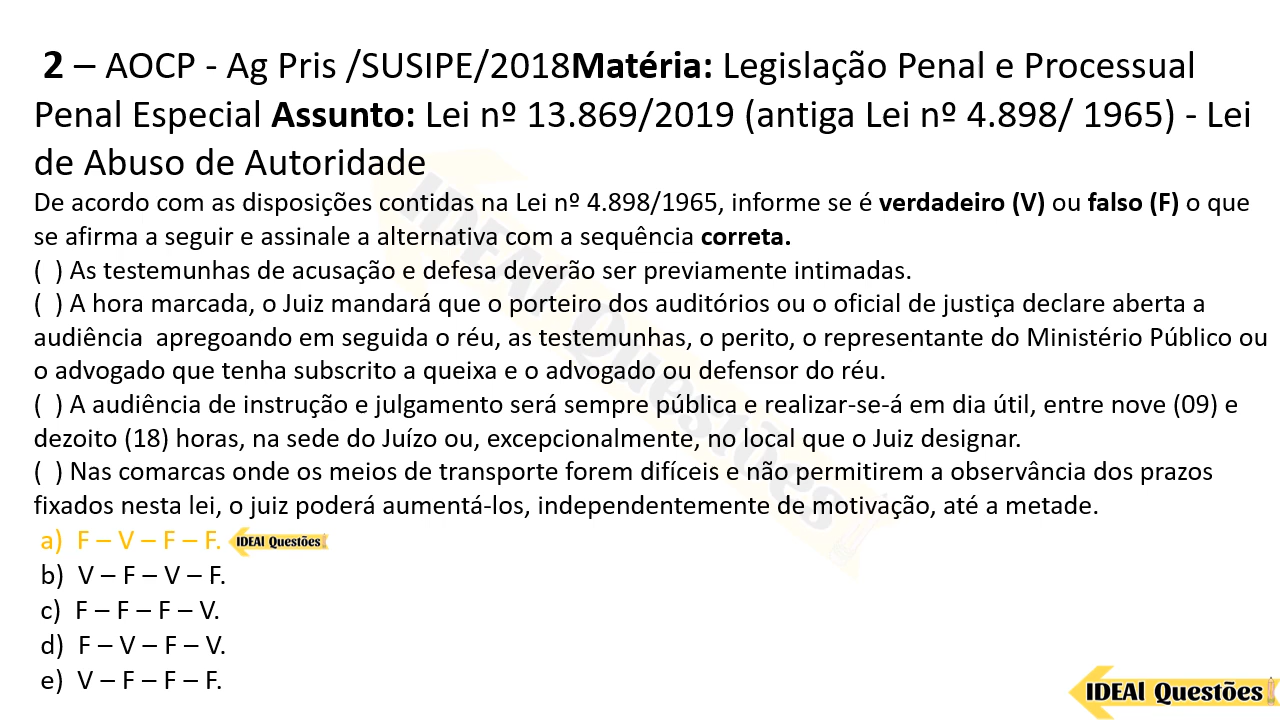 2 – AOCP - Ag Pris /SUSIPE/2018Matéria: Legislação Penal e Processual
Penal Especial Assunto: Lei nº 13.869/2019 (antiga Lei nº 4.898/ 1965) - Lei
de Abuso de Autoridade
De acordo com as disposições contidas na Lei nº 4.898/1965, informe se é verdadeiro (V) ou falso (F) o que
se afirma a seguir e assinale a alternativa com a sequência correta.
( ) As testemunhas de acusação e defesa deverão ser previamente intimadas.
( ) A hora marcada, o Juiz mandará que o porteiro dos auditórios ou o oficial de justiça declare aberta a
audiência apregoando em seguida o réu, as testemunhas, o perito, o representante do Ministério Público ou
o advogado que tenha subscrito a queixa e o advogado ou defensor do réu.
( ) A audiência de instrução e julgamento será sempre pública e realizar-se-á em dia útil, entre nove (09) e
dezoito (18) horas, na sede do Juízo ou, excepcionalmente, no local que o Juiz designar.
( ) Nas comarcas onde os meios de transporte forem difíceis e não permitirem a observância dos prazos
fixados nesta lei, o juiz poderá aumentá-los, independentemente de motivação, até a metade.
a) F – V – F – F. IDEAl Questões
b) V – F – V – F.
c) F – F – F – V.
d) F – V – F – V.
e) V – F – F – F.
IDEAl Questões
IDEAl Questões